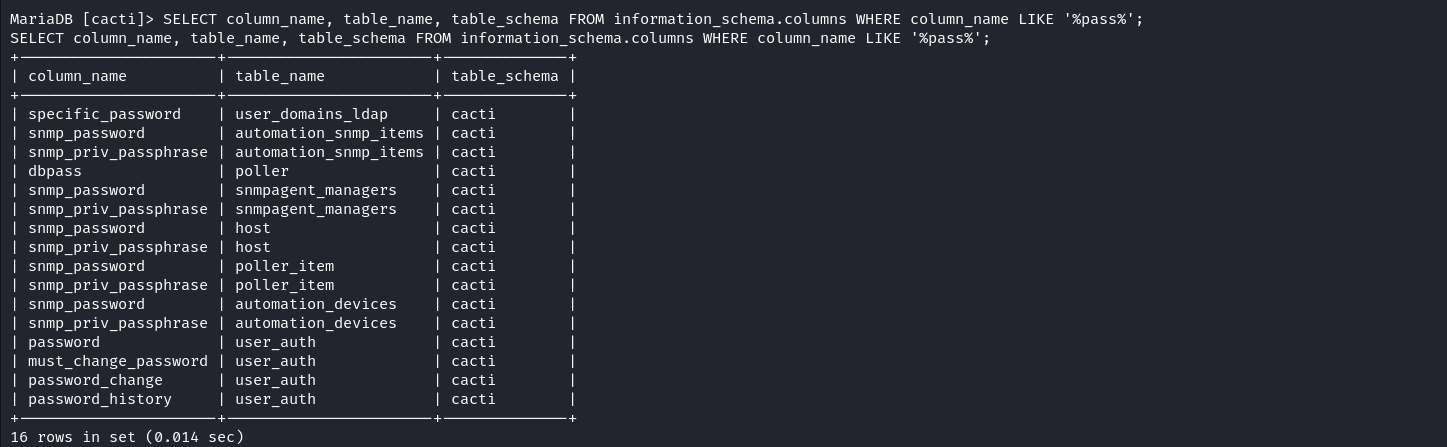 MariaDB [cacti]> SELECT column_name, table_name, table_schema FROM information_schema.columns WHERE column_name LIKE '%pass%';
SELECT column_name, table_name, table_schema FROM information_schema.columns WHERE column_name LIKE '%pass%';
+----------------------+-----------------------+--------------+
| column_name          | table_name            | table_schema |
+----------------------+-----------------------+--------------+
| specific_password    | user_domains_ldap     | cacti        |
| snmp_password        | automation_snmp_items | cacti        |
| snmp_priv_passphrase | automation_snmp_items | cacti        |
| dbpass               | poller                | cacti        |
| snmp_password        | snmpagent_managers    | cacti        |
| snmp_priv_passphrase | snmpagent_managers    | cacti        |
| snmp_password        | host                  | cacti        |
| snmp_priv_passphrase | host                  | cacti        |
| snmp_password        | poller_item           | cacti        |
| snmp_priv_passphrase | poller_item           | cacti        |
| snmp_password        | automation_devices    | cacti        |
| snmp_priv_passphrase | automation_devices    | cacti        |
| password             | user_auth             | cacti        |
| must_change_password | user_auth             | cacti        |
| password_change      | user_auth             | cacti        |
| password_history     | user_auth             | cacti        |
+----------------------+-----------------------+--------------+
16 rows in set (0.014 sec)